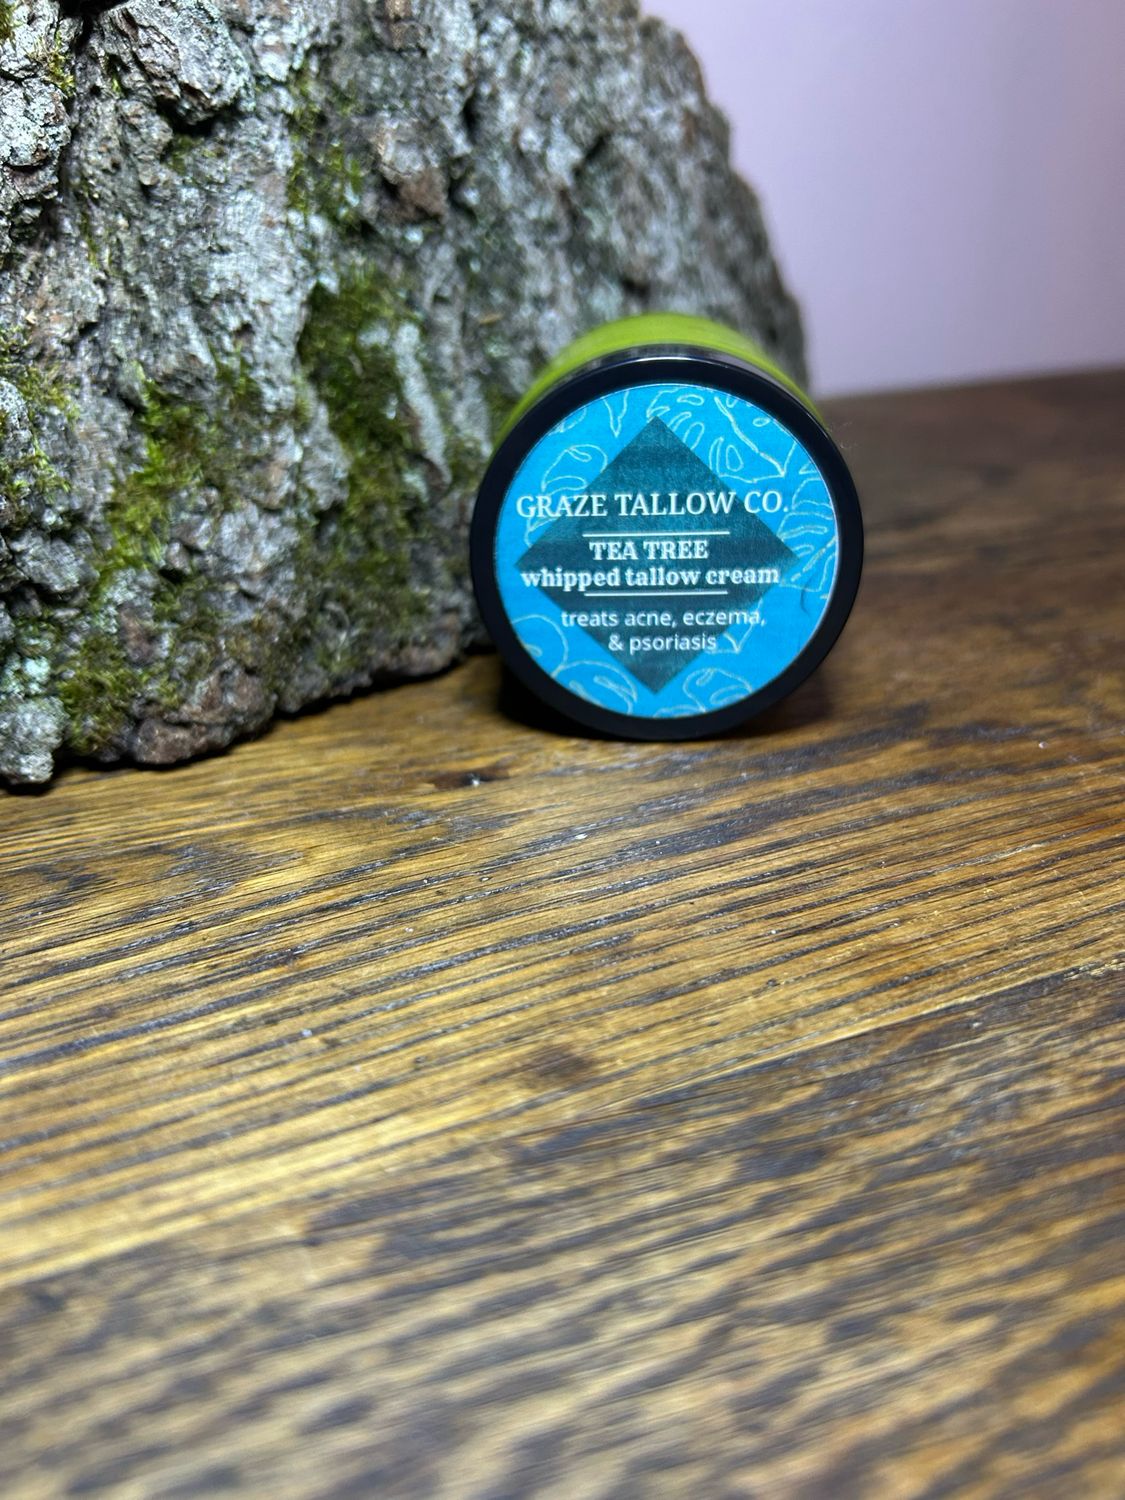 GRAZE TALLOW CO.
TEA TREE
whipped tallow cream
treats acne, eczema,
& psoriasis